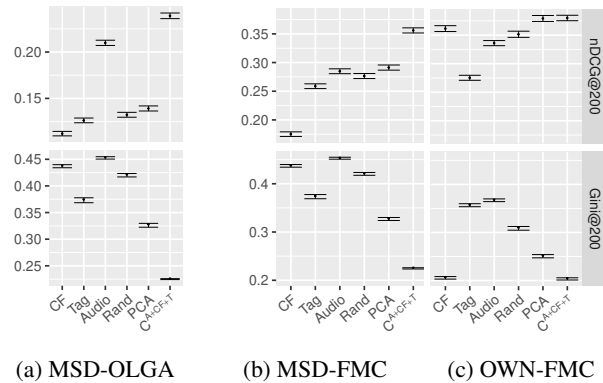 0.20
0.15
0.45
0.40
0.35
0.30
0.25
CF
Tag
Audio
Rand
PCA
C^A+CF+T
(a) MSD-OLGA
0.35
0.30
0.25
0.20
0.4
0.3
0.2
CF
Tag
Audio
Rand
PCA
C^A+CF+T
(b) MSD-FMC
CF
Tag
Audio
Rand
PCA
C^A+CF+T
(c) OWN-FMC
nDCG@200
Gini@200